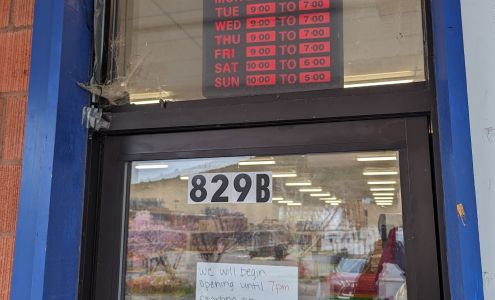 TUE 9:00 TO 7:00
WED 9:00 TO 7:00
THU 9:00 TO 7:00
FRI 9:00 TO 7:00
SAT 10:00 TO 6:00
SUN 10:00 TO 5:00
829B
We will begin
opening until 7pm